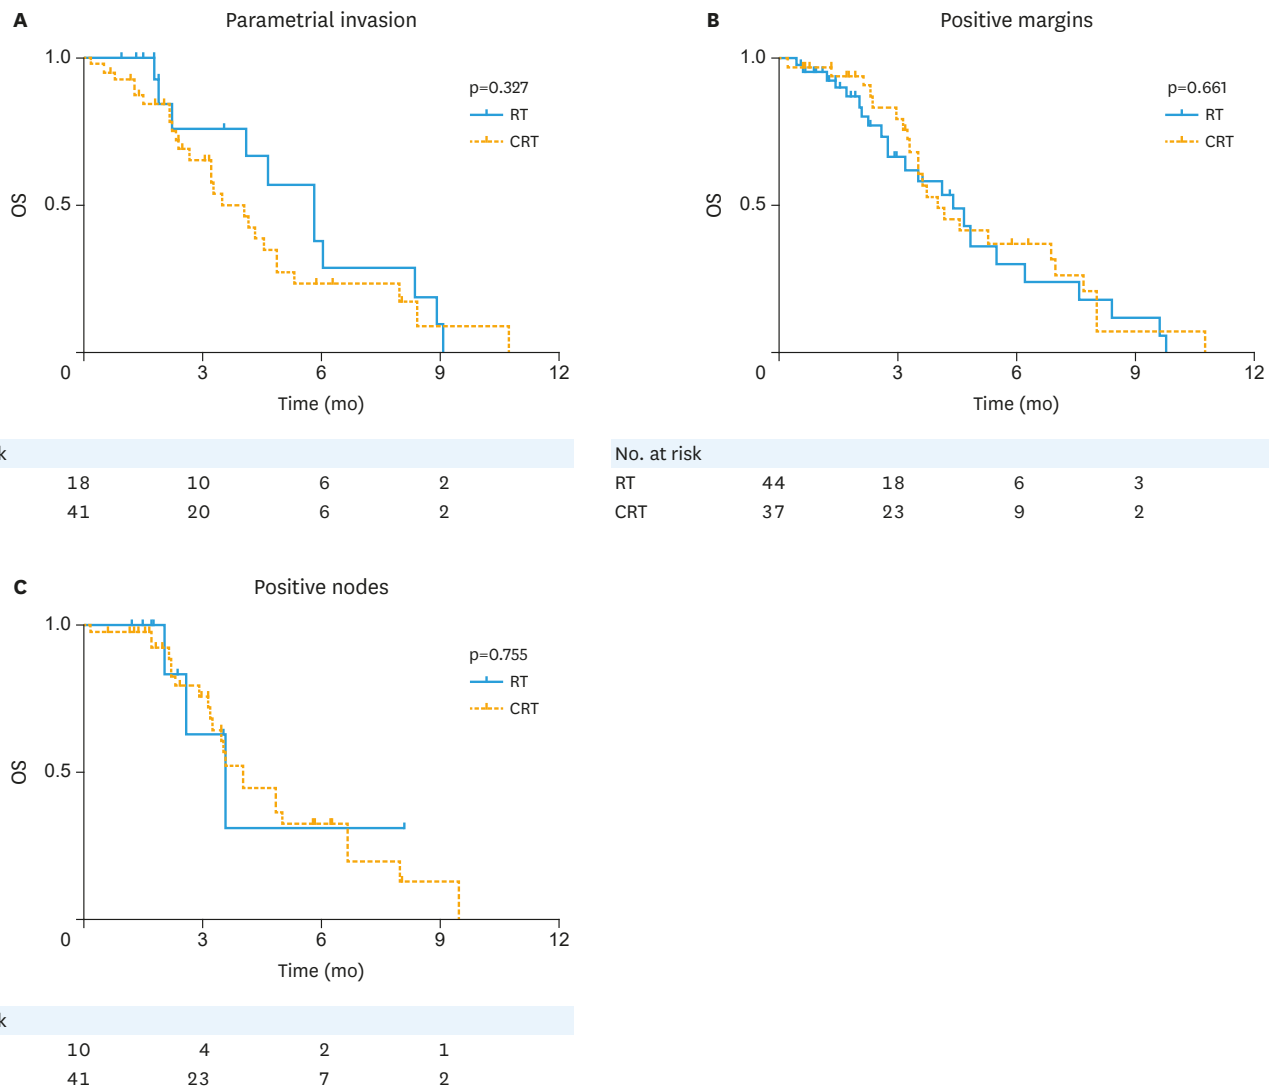 A Parametrial invasion
1.0
p=0.327
RT
CRT
OS
0.5
0 3 6 9 12
Time (mo)
k
18 10 6 2
41 20 6 2
B Positive margins
1.0
p=0.661
RT
CRT
OS
0.5
0 3 6 9 12
Time (mo)
No. at risk
RT 44 18 6 3
CRT 37 23 9 2
C Positive nodes
1.0
p=0.755
RT
CRT
OS
0.5
0 3 6 9 12
Time (mo)
k
10 4 2 1
41 23 7 2